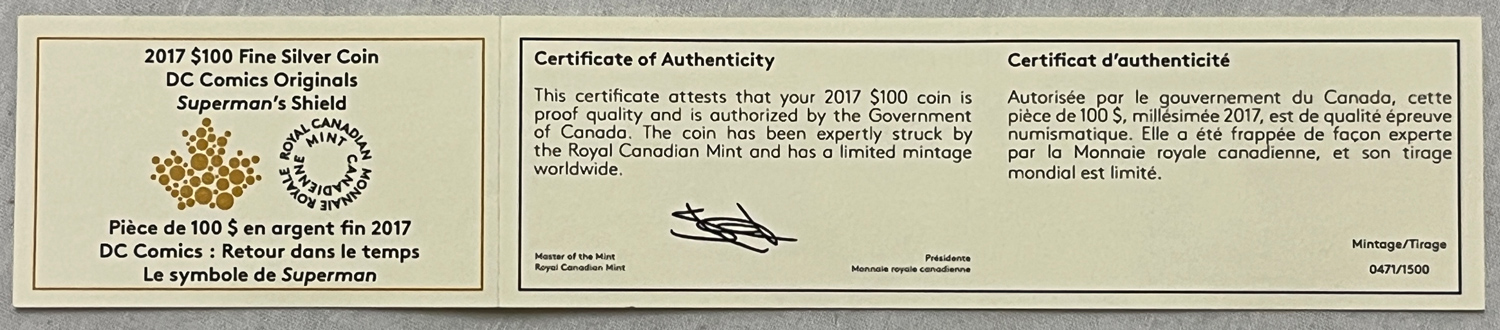 2017 $100 Fine Silver Coin
DC Comics Originals
Superman's Shield
ROYAL CANADIAN MINT
MONNAIE ROYALE CANADIENNE
Pièce de 100 $ en argent fin 2017
DC Comics : Retour dans le temps
Le symbole de Superman
Certificate of Authenticity
This certificate attests that your 2017 $100 coin is
proof quality and is authorized by the Government
of Canada. The coin has been expertly struck by
the Royal Canadian Mint and has a limited mintage
worldwide.
Master of the Mint
Royal Canadian Mint
Présidente
Monnaie royale canadienne
Certificat d'authenticité
Autorisée par le gouvernement du Canada, cette
pièce de 100 $, millésimée 2017, est de qualité épreuve
numismatique. Elle a été frappée de façon experte
par la Monnaie royale canadienne, et son tirage
mondial est limité.
Mintage/Tirage
0471/1500